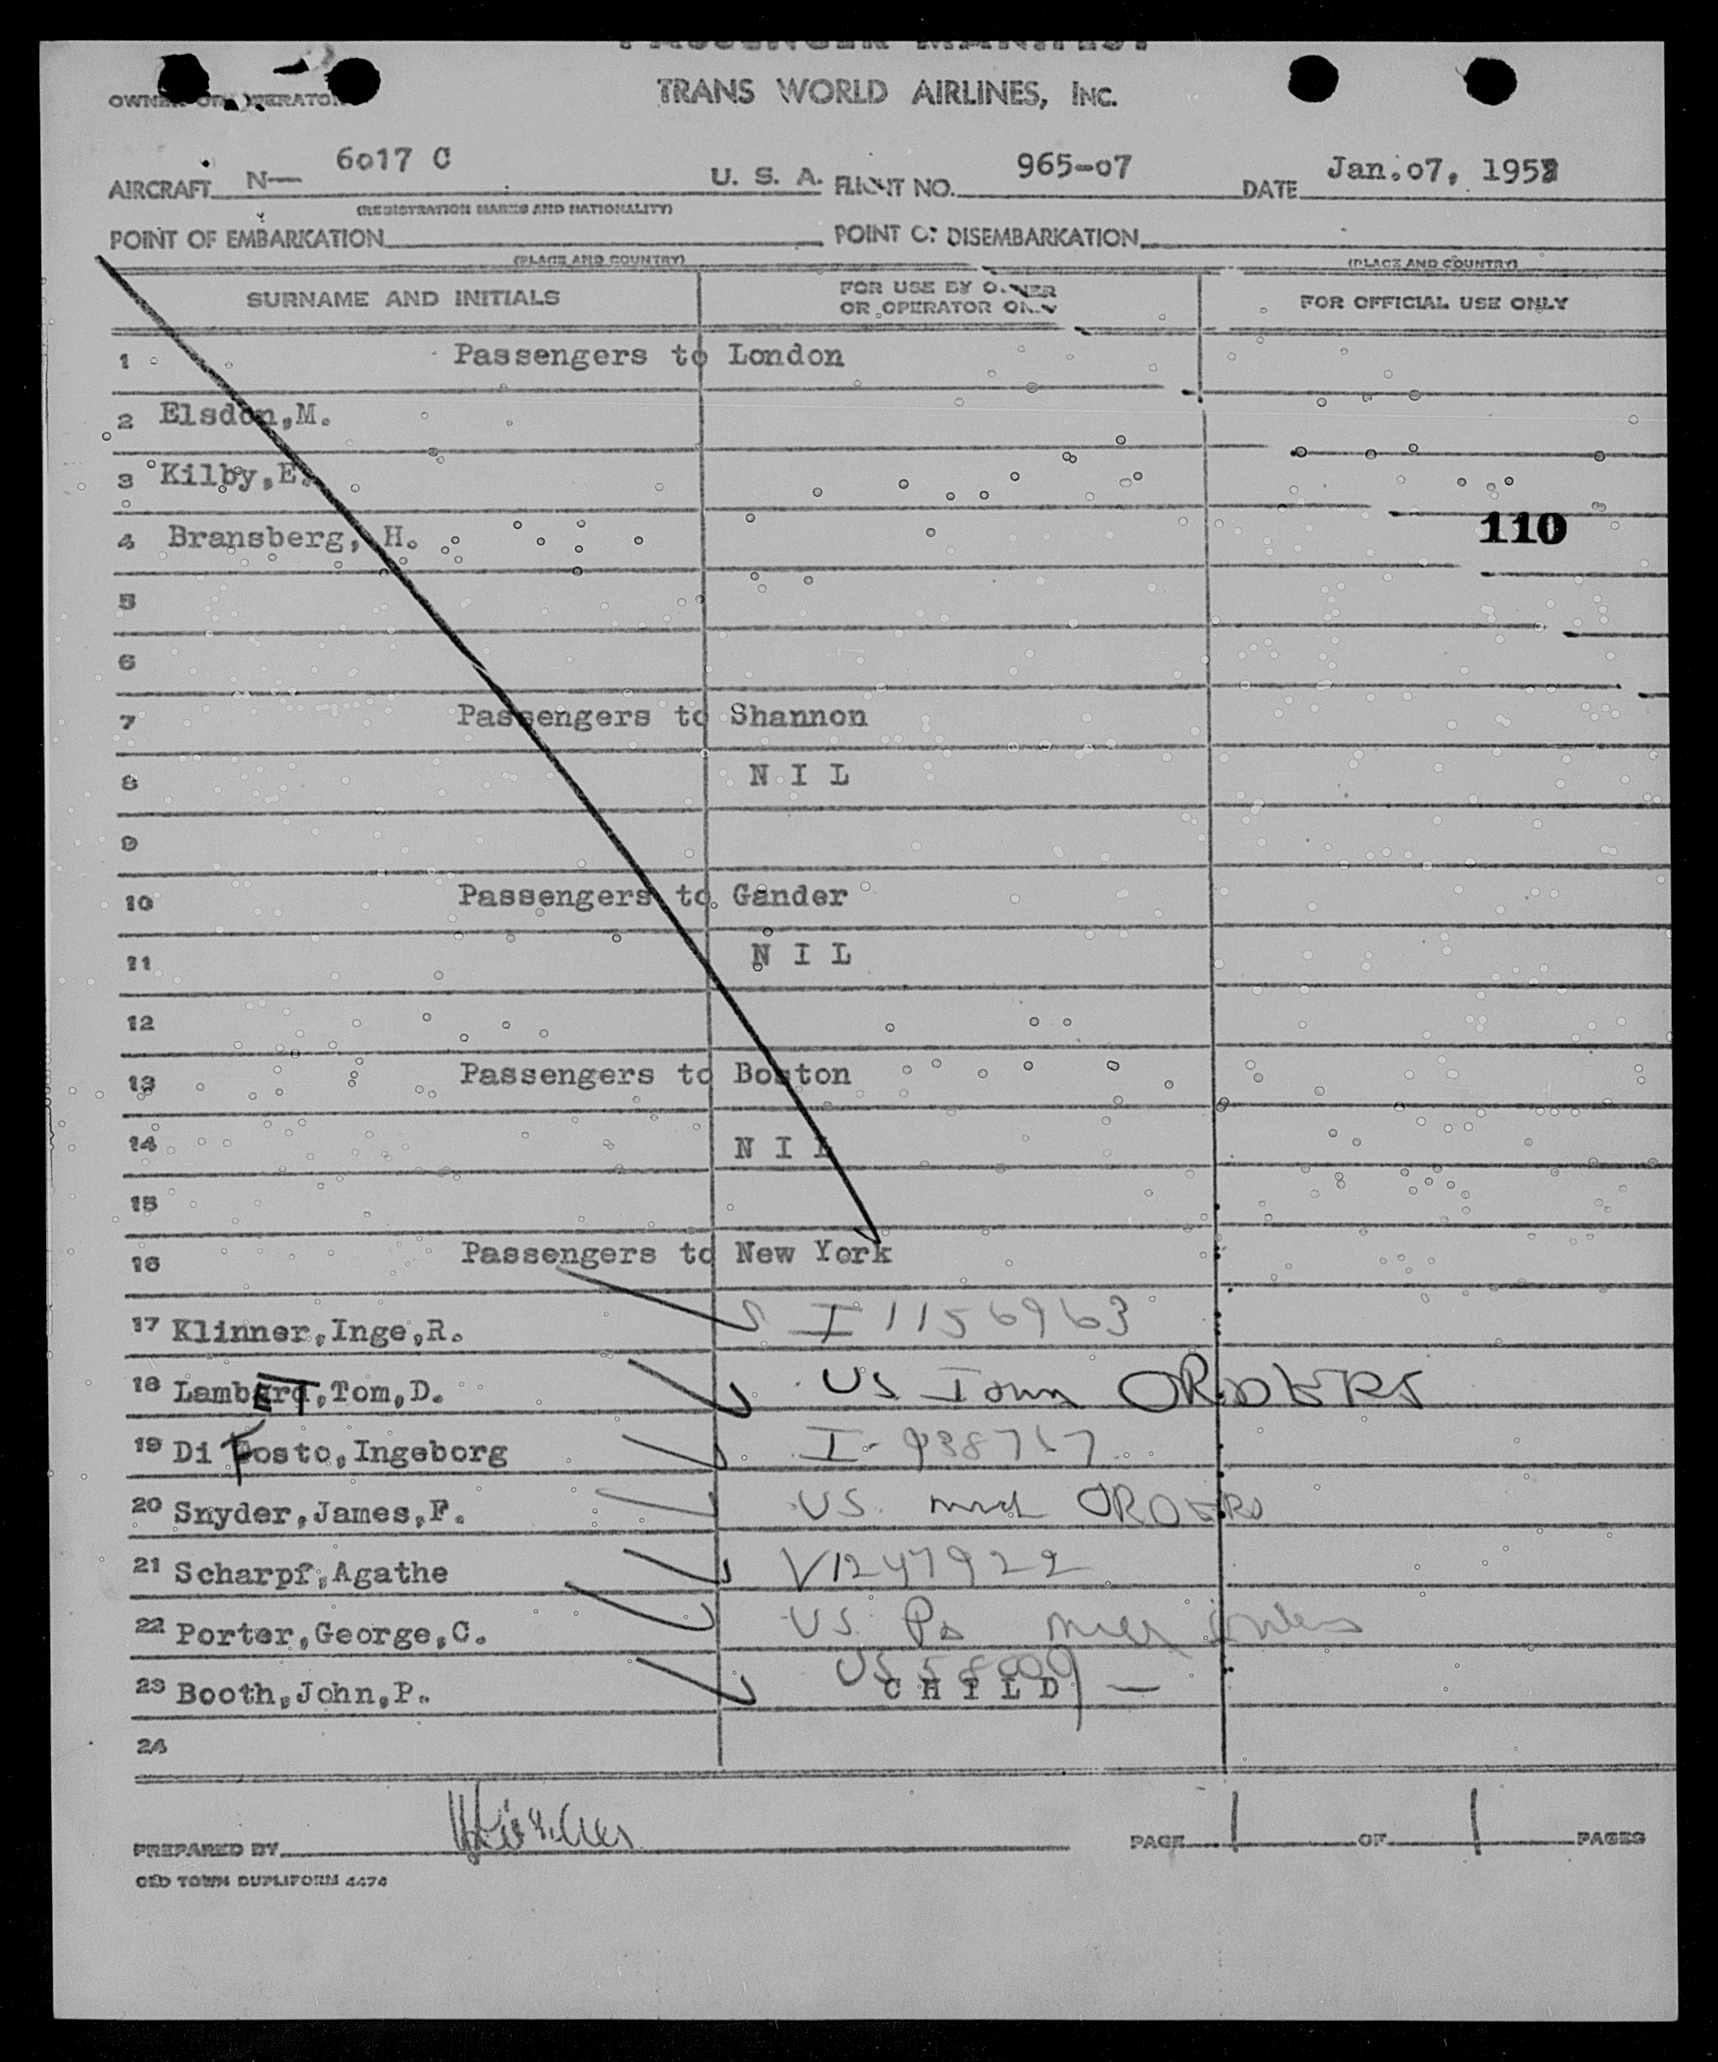 PASSENGER MANIFEST
TRANS WORLD AIRLINES, INC.
OWNER OR OPERATOR
AIRCRAFT N— 6017 C U. S. A. FLIGHT NO. 965-07 DATE Jan. 07, 195
(REGISTRATION MARKS AND NATIONALITY)
POINT OF EMBARKATION POINT OF DISEMBARKATION
(PLACE AND COUNTRY) (PLACE AND COUNTRY)
SURNAME AND INITIALS FOR USE BY OWNER OR OPERATOR ONLY FOR OFFICIAL USE ONLY
1 Passengers to London
2 Elsdon,M.
3 Kilby,E.
4 Bransberg, H.
110
5
6
7 Passengers to Shannon
8 N I L
9
10 Passengers to Gander
11 N I L
12
13 Passengers to Boston
14 N I L
15
16 Passengers to New York
17 Klinner,Inge,R. I 1156963
18 Lambert,Tom,D. US ORDERS
19 Di Fosto,Ingeborg I-938757
20 Snyder,James,F. US. ORDERS
21 Scharpf,Agathe V1247922
22 Porter,George,C. US.
23 Booth,John,P. US 58000 C H I L D —
24
PREPARED BY PAGE 1 OF 1 PAGES
OLD TOWN DUPLIFORM 4474